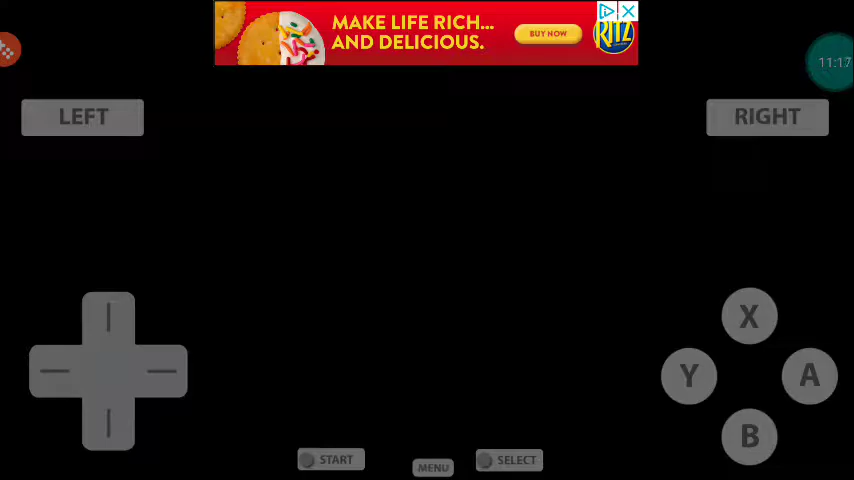 MAKE LIFE RICH...
AND DELICIOUS.
BUY NOW
RITZ
11:17
LEFT
RIGHT
X
Y
A
B
START
MENU
SELECT